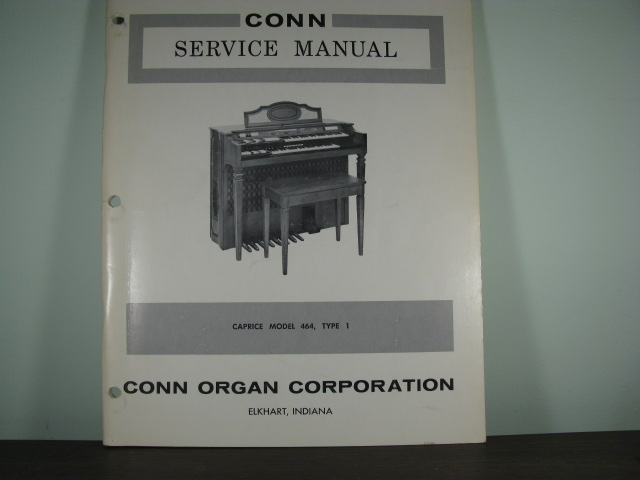 CONN
SERVICE MANUAL
CAPRICE MODEL 464, TYPE 1
CONN ORGAN CORPORATION
ELKHART, INDIANA